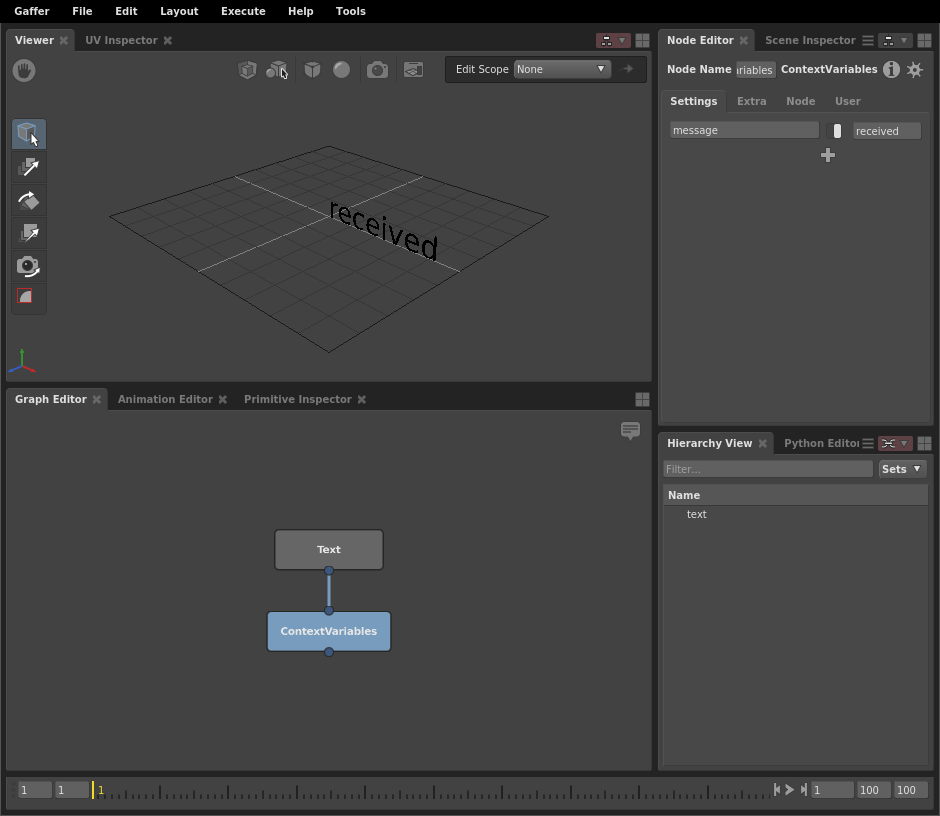 Gaffer File Edit Layout Execute Help Tools
Viewer UV Inspector
Edit Scope None
received
Graph Editor Animation Editor Primitive Inspector
Text
ContextVariables
Node Editor Scene Inspector
Node Name ariables ContextVariables
Settings Extra Node User
message received
Hierarchy View Python Editor
Filter... Sets
Name
text
1 1 1 1 100 100